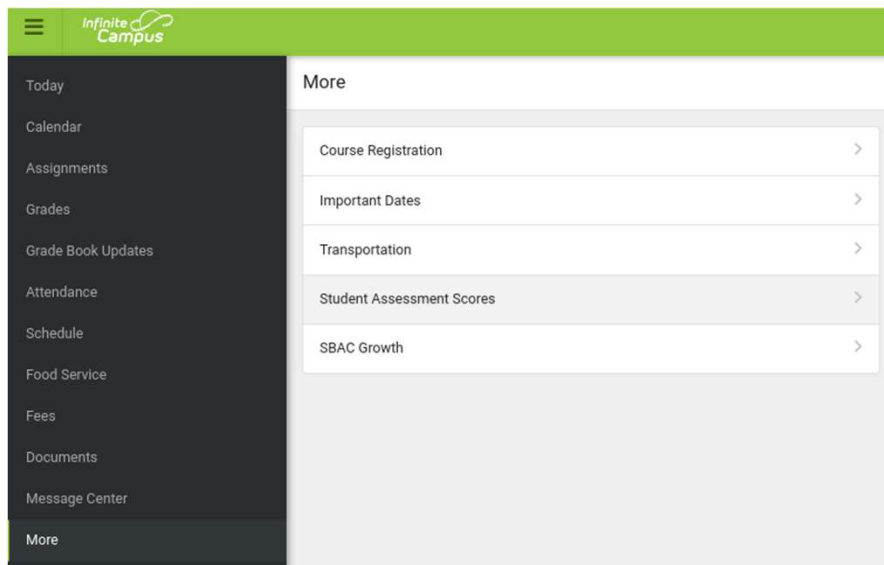 Infinite
Campus
Today
Calendar
Assignments
Grades
Grade Book Updates
Attendance
Schedule
Food Service
Fees
Documents
Message Center
More
More
Course Registration
Important Dates
Transportation
Student Assessment Scores
SBAC Growth